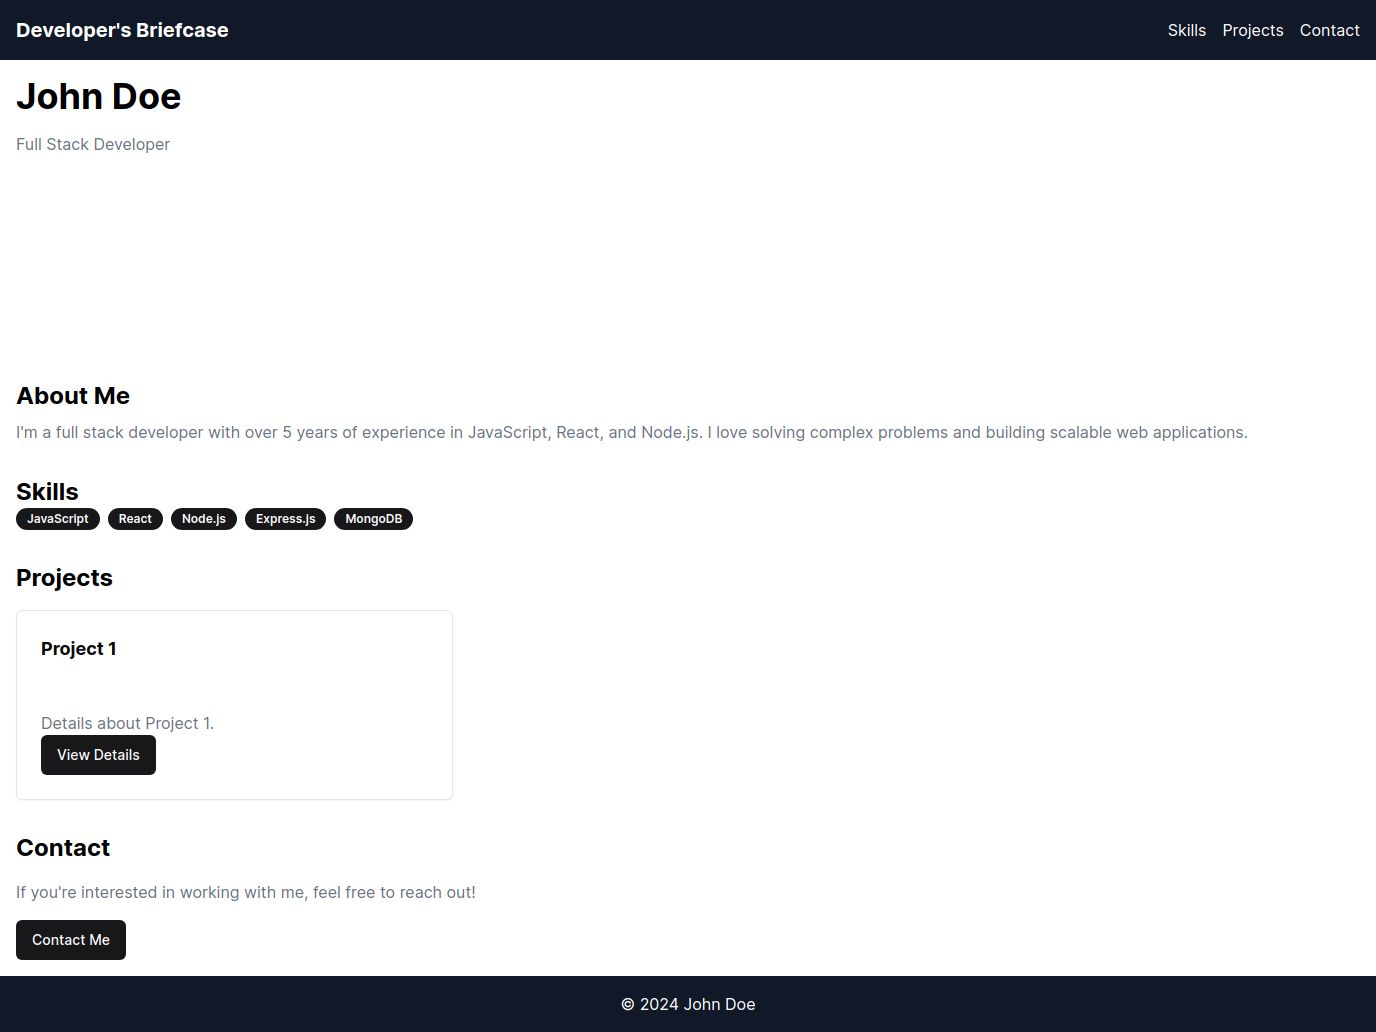 Developer's Briefcase
Skills Projects Contact
John Doe
Full Stack Developer
About Me
I'm a full stack developer with over 5 years of experience in JavaScript, React, and Node.js. I love solving complex problems and building scalable web applications.
Skills
JavaScript React Node.js Express.js MongoDB
Projects
Project 1
Details about Project 1.
View Details
Contact
If you're interested in working with me, feel free to reach out!
Contact Me
© 2024 John Doe